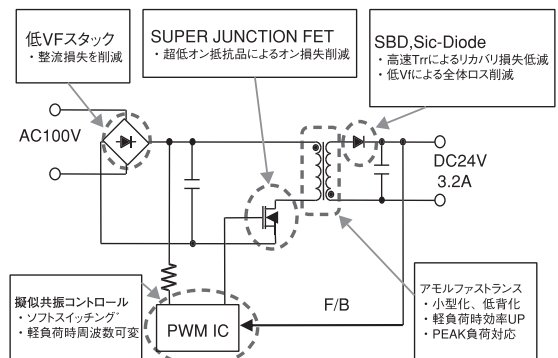 低VFスタック
・整流損失を削減
SUPER JUNCTION FET
・超低オン抵抗品によるオン損失削減
SBD,Sic-Diode
・高速Trrによるリカバリ損失低減
・低Vfによる全体ロス削減
AC100V
DC24V
3.2A
擬似共振コントロール
・ソフトスイッチング
・軽負荷時周波数可変
PWM IC
F/B
アモルファストランス
・小型化、低背化
・軽負荷時効率UP
・PEAK負荷対応